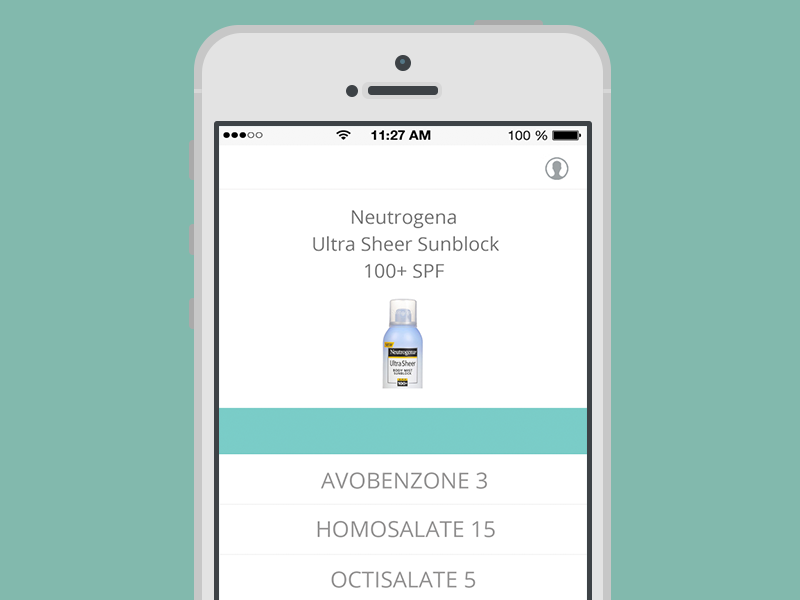 11:27 AM
100 %
Neutrogena
Ultra Sheer Sunblock
100+ SPF
Neutrogena
Ultra Sheer
BODY MIST
SUNBLOCK
100+
AVOBENZONE 3
HOMOSALATE 15
OCTISALATE 5